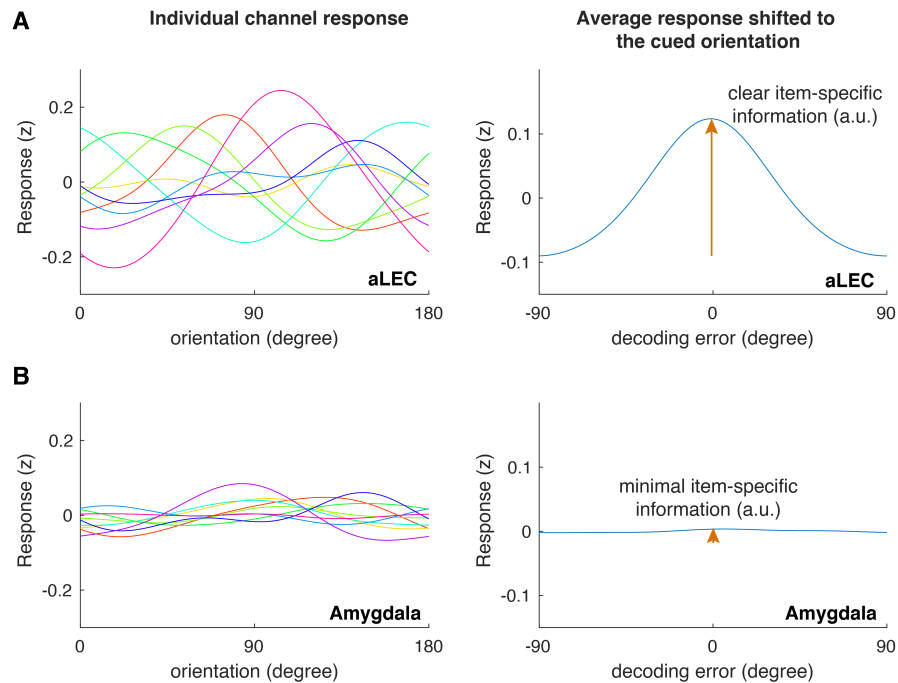 A
Individual channel response
Average response shifted to
the cued orientation
Response (z)
0.2
0
-0.2
0
90
180
orientation (degree)
aLEC
Response (z)
0.1
0
-0.1
-90
0
90
decoding error (degree)
clear item-specific
information (a.u.)
aLEC
B
Response (z)
0.2
0
-0.2
0
90
180
orientation (degree)
Amygdala
Response (z)
0.1
0
-0.1
-90
0
90
decoding error (degree)
minimal item-specific
information (a.u.)
Amygdala